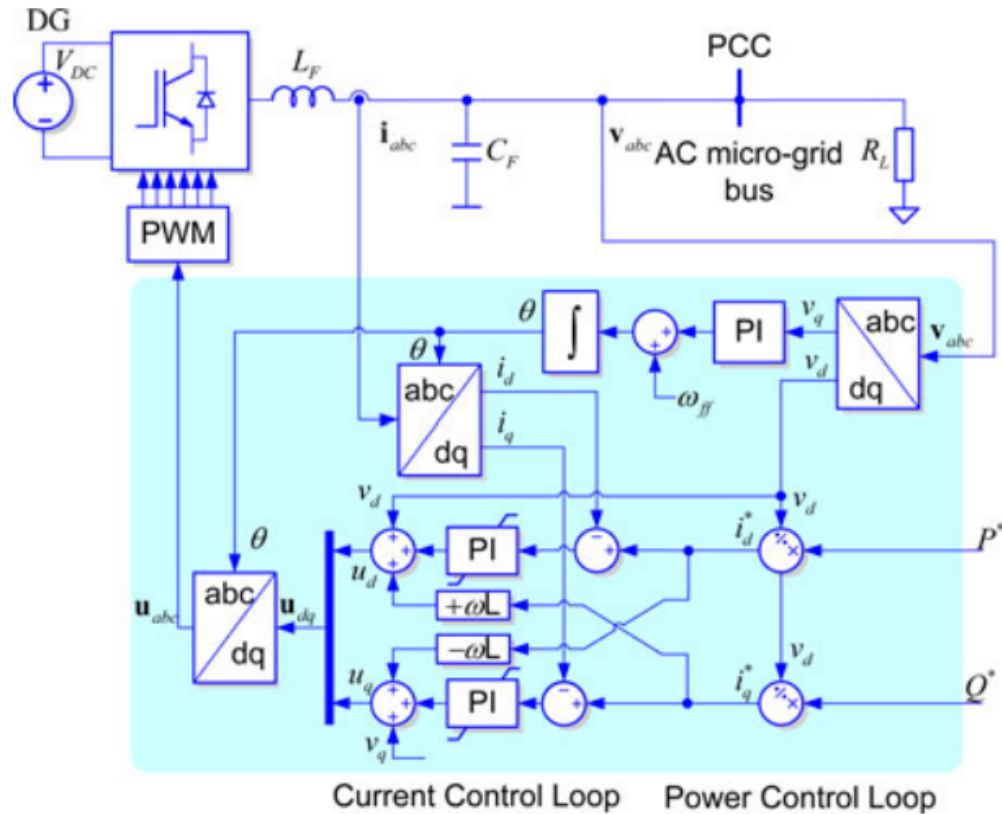 DG
V_DC
L_F
PCC
i_abc
C_F
v_abc
AC micro-grid
bus
R_L
PWM
θ
∫
PI
v_q
abc
dq
v_d
v_abc
ω_ff
θ
abc
dq
i_d
i_q
v_d
v_d
i_d^*
P^*
θ
PI
u_d
+ωL
−ωL
u_abc
abc
dq
u_dq
v_d
u_q
PI
i_q^*
Q^*
v_q
Current Control Loop
Power Control Loop